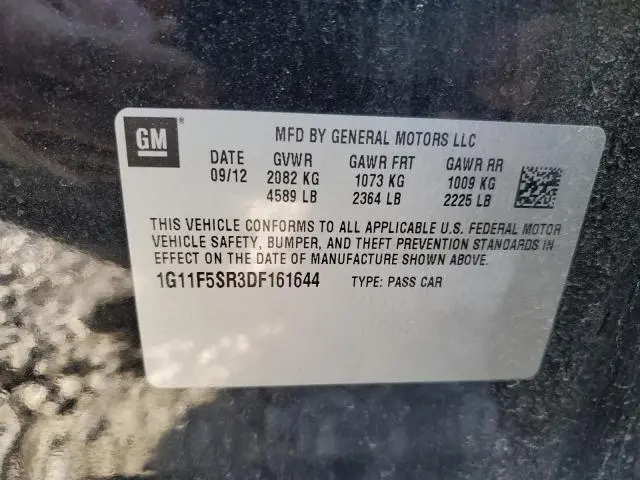 GM®
MFD BY GENERAL MOTORS LLC
DATE GVWR GAWR FRT GAWR RR
09/12 2082 KG 1073 KG 1009 KG
4589 LB 2364 LB 2225 LB
THIS VEHICLE CONFORMS TO ALL APPLICABLE U.S. FEDERAL MOTOR
VEHICLE SAFETY, BUMPER, AND THEFT PREVENTION STANDARDS IN
EFFECT ON THE DATE OF MANUFACTURE SHOWN ABOVE.
1G11F5SR3DF161644 TYPE: PASS CAR